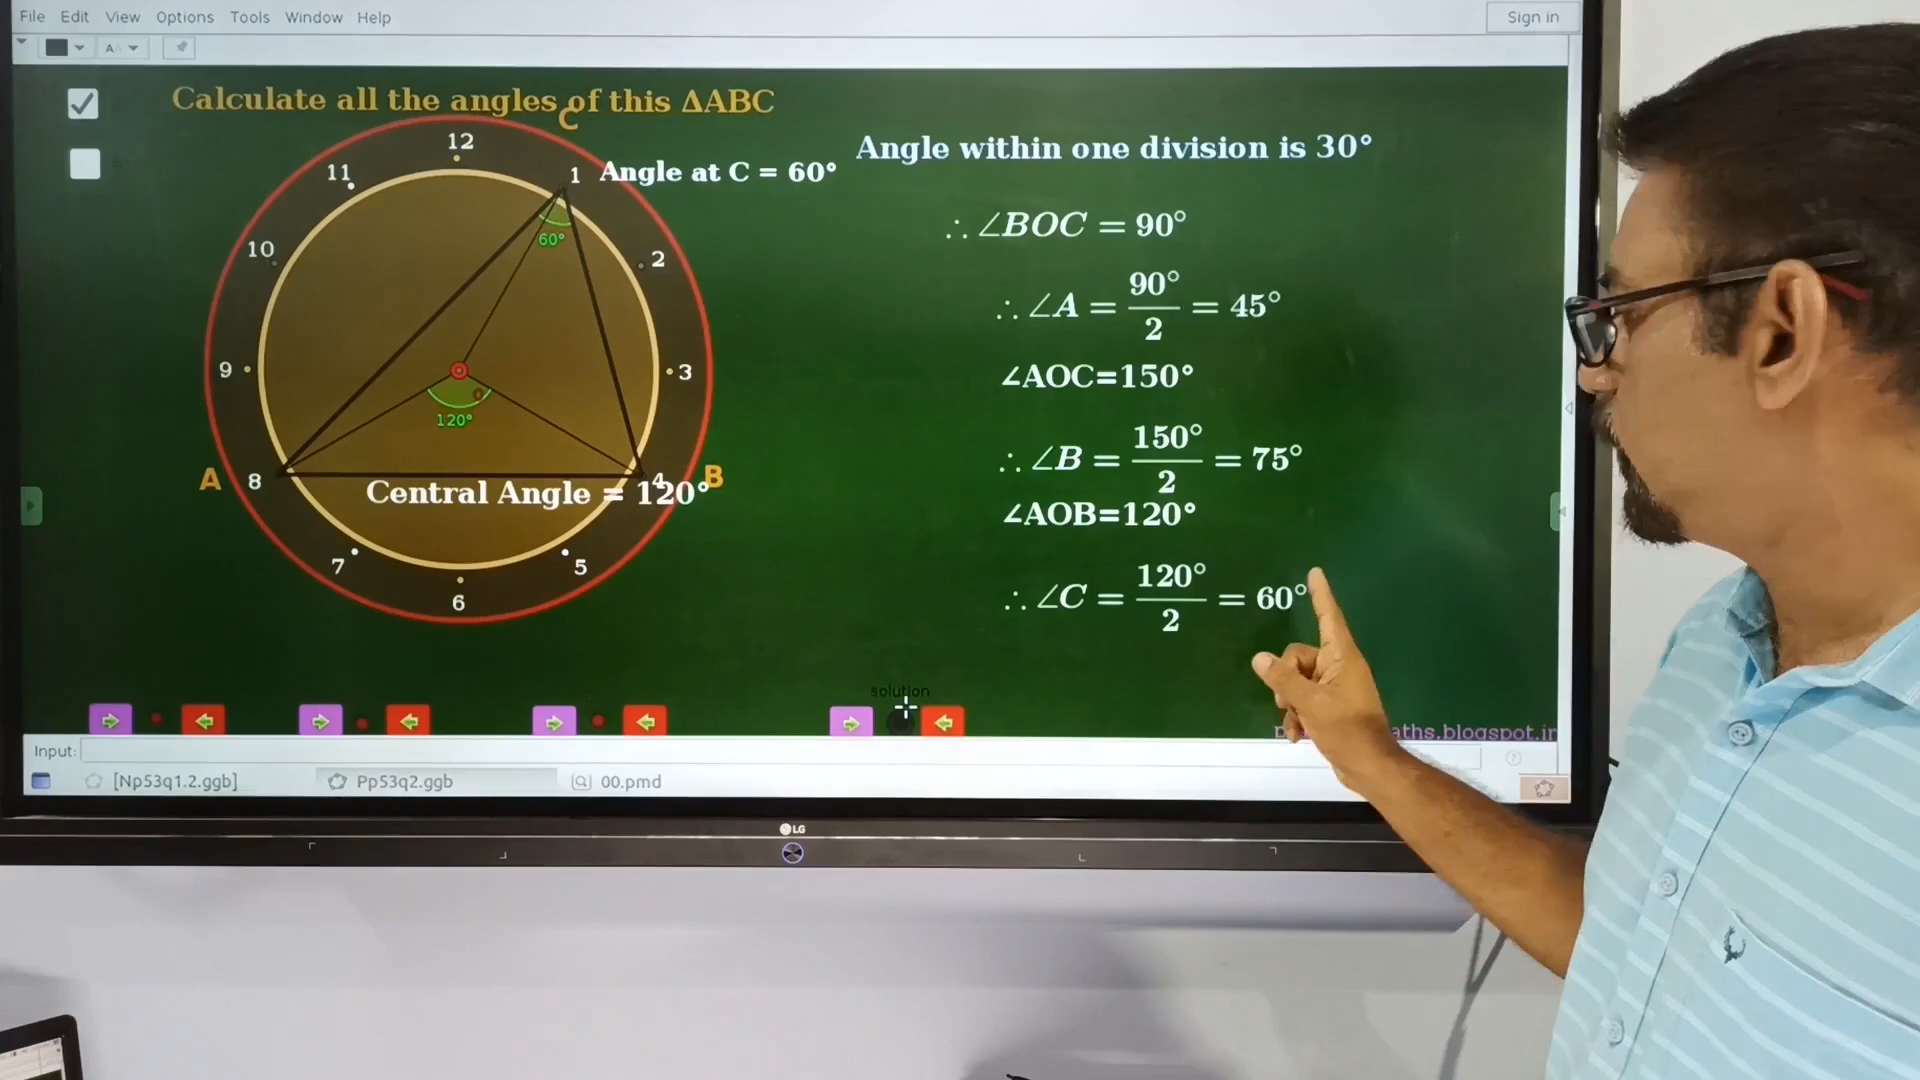 File Edit View Options Tools Window Help
Sign in
Calculate all the angles of this ΔABC
C
12
11
1
Angle at C = 60°
Angle within one division is 30°
10
60°
2
∴ ∠BOC = 90°
∴ ∠A = 90°/2 = 45°
9
3
∠AOC=150°
120°
∴ ∠B = 150°/2 = 75°
A
8
4
B
Central Angle = 120°
∠AOB=120°
7
5
6
∴ ∠C = 120°/2 = 60°
solution
aths.blogspot.in
Input:
[Np53q1.2.ggb]
Pp53q2.ggb
00.pmd
LG